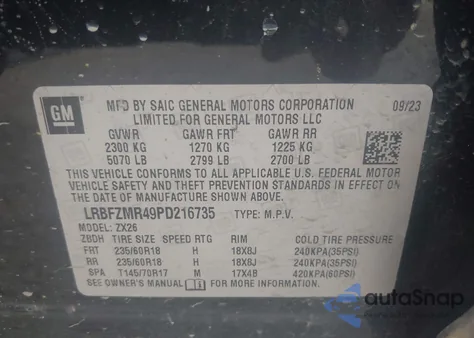 GM
MFD BY SAIC GENERAL MOTORS CORPORATION 09/23
LIMITED FOR GENERAL MOTORS LLC
GVWR GAWR FRT GAWR RR
2300 KG 1270 KG 1225 KG
5070 LB 2799 LB 2700 LB
THIS VEHICLE CONFORMS TO ALL APPLICABLE U.S. FEDERAL MOTOR
VEHICLE SAFETY AND THEFT PREVENTION STANDARDS IN EFFECT ON
THE DATE OF MANUFACTURE SHOWN ABOVE.
LRBFZMR49PD216735 TYPE: M.P.V.
MODEL: ZX26
ZBDH TIRE SIZE SPEED RTG RIM COLD TIRE PRESSURE
FRT 235/60R18 H 18X8J 240KPA(35PSI)
RR 235/60R18 H 18X8J 240KPA(35PSI)
SPA T145/70R17 M 17X4B 420KPA(60PSI)
SEE OWNER'S MANUAL FOR MORE INFORMATION.
autoSnap